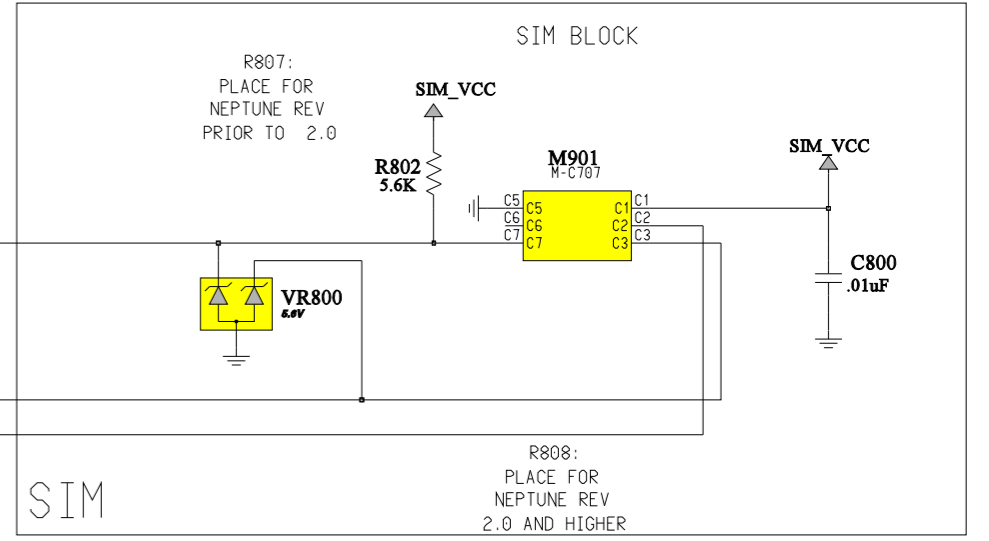 SIM BLOCK
R807:
PLACE FOR
NEPTUNE REV
PRIOR TO 2.0
SIM_VCC
R802
5.6K
M901
M-C707
SIM_VCC
C5 C5 C1 C1
C6 C6 C2 C2
C7 C7 C3 C3
C800
.01uF
VR800
5.6V
R808:
PLACE FOR
NEPTUNE REV
2.0 AND HIGHER
SIM